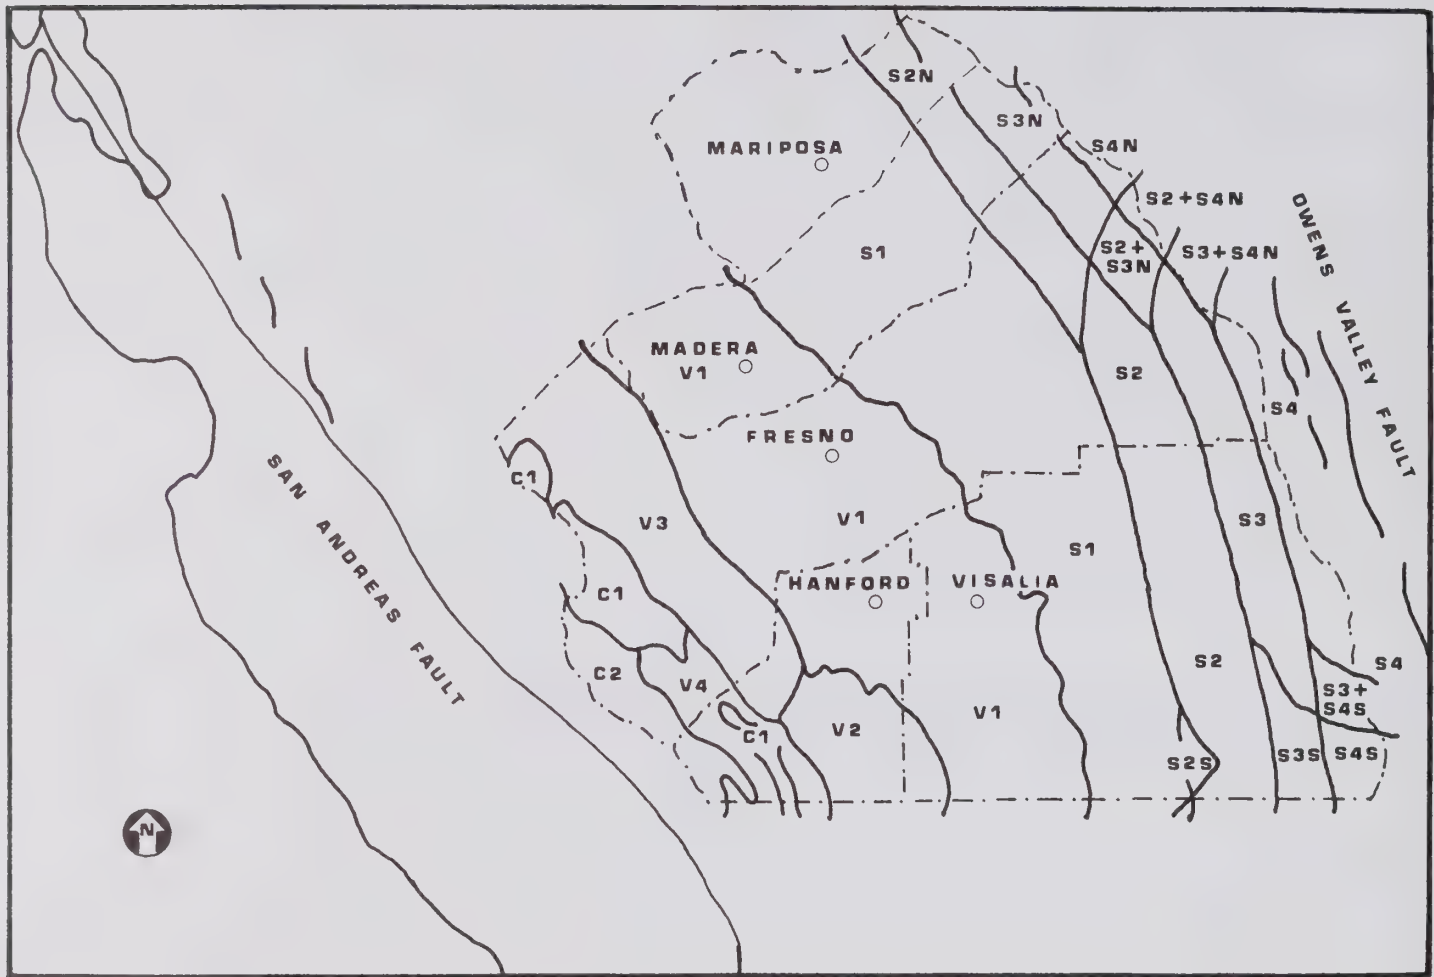 S2N
S3N
MARIPOSA
S4N
S2+S4N
S1
S2+
S3N
S3+S4N
OWENS VALLEY FAULT
MADERA
V1
S2
S4
FRESNO
SAN ANDREAS FAULT
C1
V3
V1
S3
S1
HANFORD
VISALIA
C1
C2
V4
S2
S4
S3+
S4S
C1
V2
V1
S2S
S3S
S4S
N